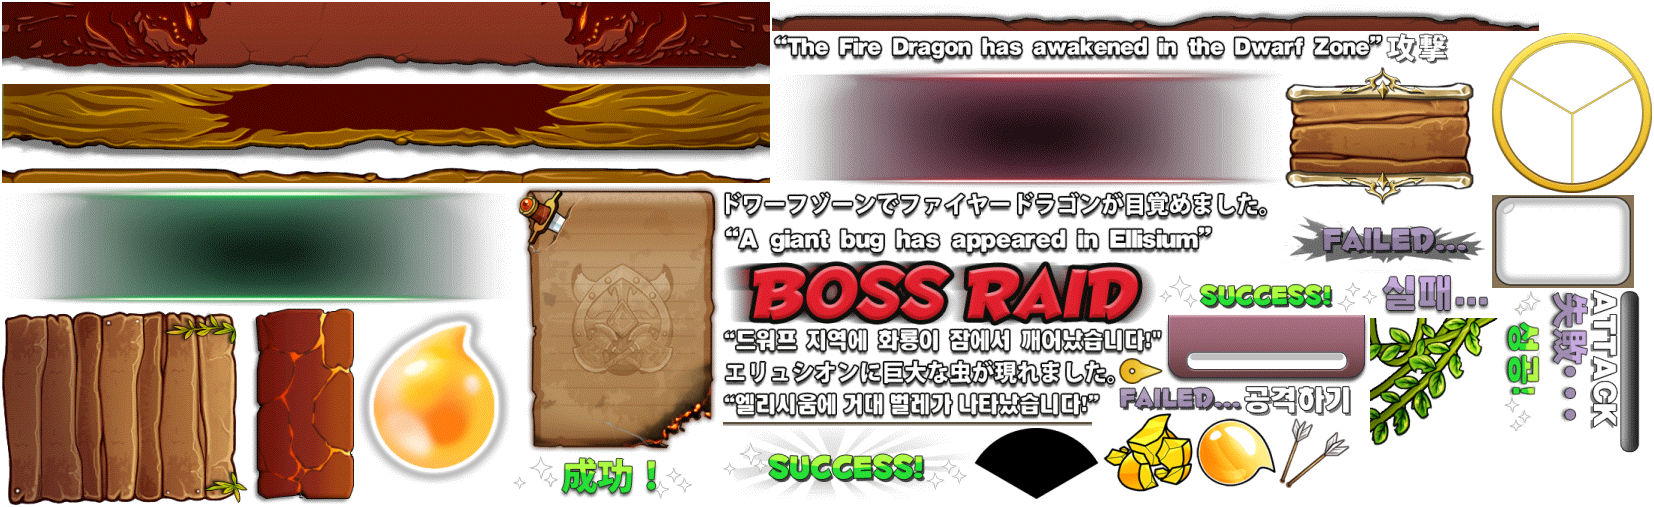 “The Fire Dragon has awakened in the Dwarf Zone”
攻撃
ドワーフゾーンでファイヤードラゴンが目覚めました。
“A giant bug has appeared in Ellisium”
FAILED...
BOSS RAID
SUCCESS!
실패...
“드워프 지역에 화룡이 잠에서 깨어났습니다!”
エリュシオンに巨大な虫が現れました。
FAILED...
공격하기
“엘리시움에 거대 벌레가 나타났습니다!”
성공!
失敗...
ATTACK
成功！
SUCCESS!